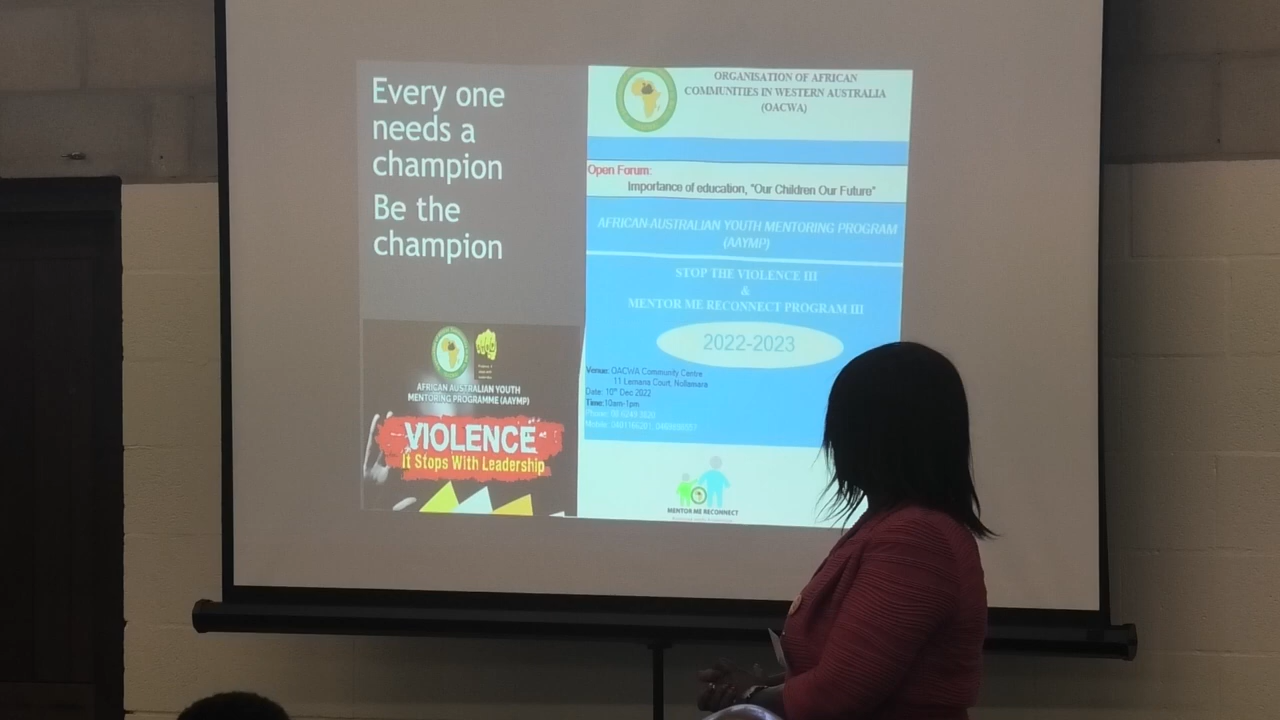 Every one
needs a
champion
Be the
champion
AFRICAN AUSTRALIAN YOUTH
MENTORING PROGRAMME (AAYMP)
VIOLENCE
It Stops With Leadership
ORGANISATION OF AFRICAN
COMMUNITIES IN WESTERN AUSTRALIA
(OACWA)
Open Forum:
Importance of education, "Our Children Our Future"
AFRICAN-AUSTRALIAN YOUTH MENTORING PROGRAM
(AAYMP)
STOP THE VIOLENCE III
&
MENTOR ME RECONNECT PROGRAM III
2022-2023
Venue: OACWA Community Centre
11 Lemana Court, Nollamara
Date: 10th Dec 2022
Time:10am-1pm
MENTOR ME RECONNECT